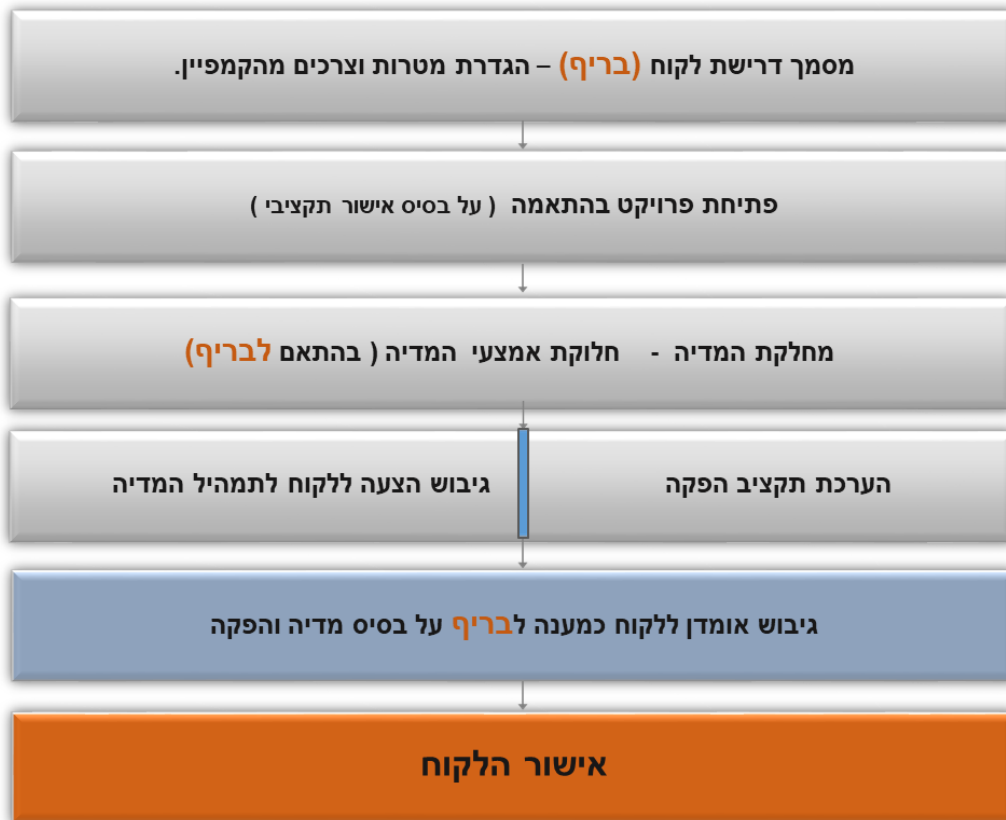 מסמך דרישת לקוח (בריף) – הגדרת מטרות וצרכים מהקמפיין.
פתיחת פרויקט בהתאמה ( על בסיס אישור תקציבי )
מחלקת המדיה - חלוקת אמצעי המדיה ( בהתאם לבריף)
הערכת תקציב הפקה
גיבוש הצעה ללקוח לתמהיל המדיה
גיבוש אומדן ללקוח כמענה לבריף על בסיס מדיה והפקה
אישור הלקוח